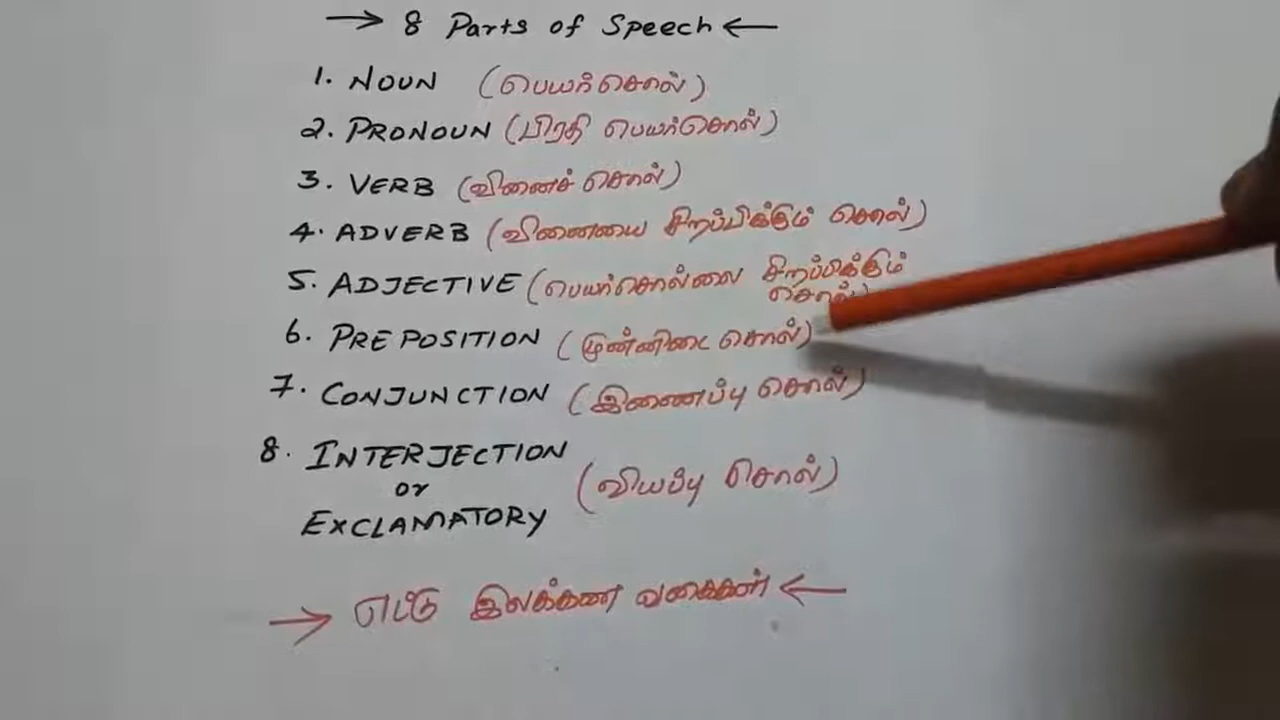 → 8 Parts of Speech ←
1. NOUN (பெயர்சொல்)
2. PRONOUN (பிரதி பெயர்சொல்)
3. VERB (வினைச் சொல்)
4. ADVERB (வினையை சிறப்பிக்கும் சொல்)
5. ADJECTIVE (பெயர்சொல்லை சிறப்பிக்கும்
சொல்)
6. PREPOSITION (முன்னிடை சொல்)
7. CONJUNCTION (இணைப்பு சொல்)
8. INTERJECTION
or
EXCLAMATORY (வியப்பு சொல்)
→ எட்டு இலக்கண வகைகள் ←